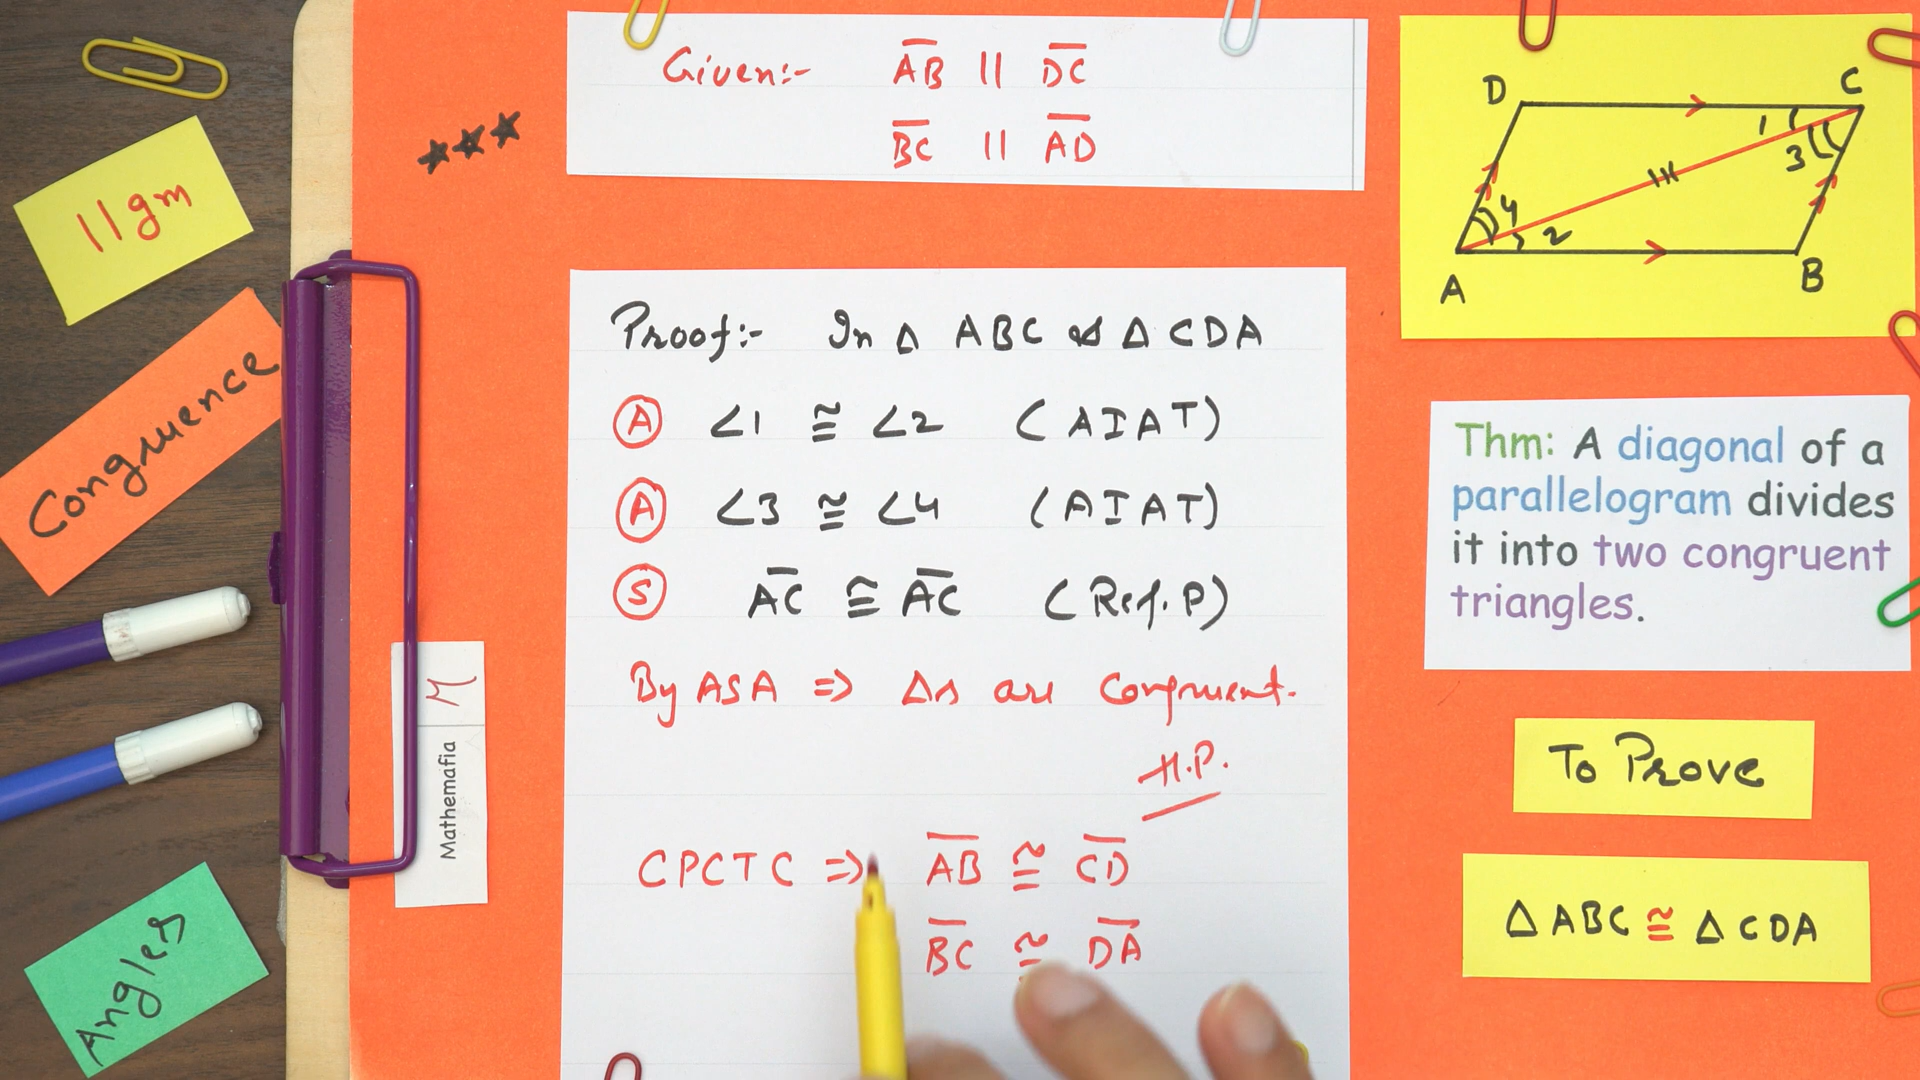 Given:- AB || DC
BC || AD
||gm
Congruence
Angles
M
Mathemafia
Proof:- In Δ ABC & Δ CDA
A ∠1 ≅ ∠2 (AIAT)
A ∠3 ≅ ∠4 (AIAT)
S AC ≅ AC (Ref. P)
By ASA ⇒ Δs are congruent.
H.P.
CPCTC ⇒ AB ≅ CD
BC ≅ DA
D C
1
3
4
2
A B
Thm: A diagonal of a
parallelogram divides
it into two congruent
triangles.
To Prove
Δ ABC ≅ Δ CDA